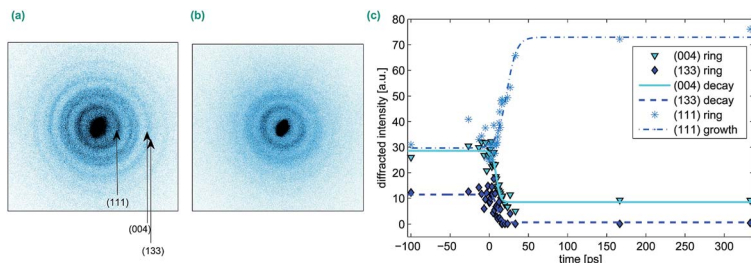 (a)
(b)
(c)
(111)
(004)
(133)
diffracted intensity [a.u.]
80
70
60
50
40
30
20
10
0
-100
-50
0
50
100
150
200
250
300
time [ps]
(004) ring
(133) ring
(004) decay
(133) decay
(111) ring
(111) growth